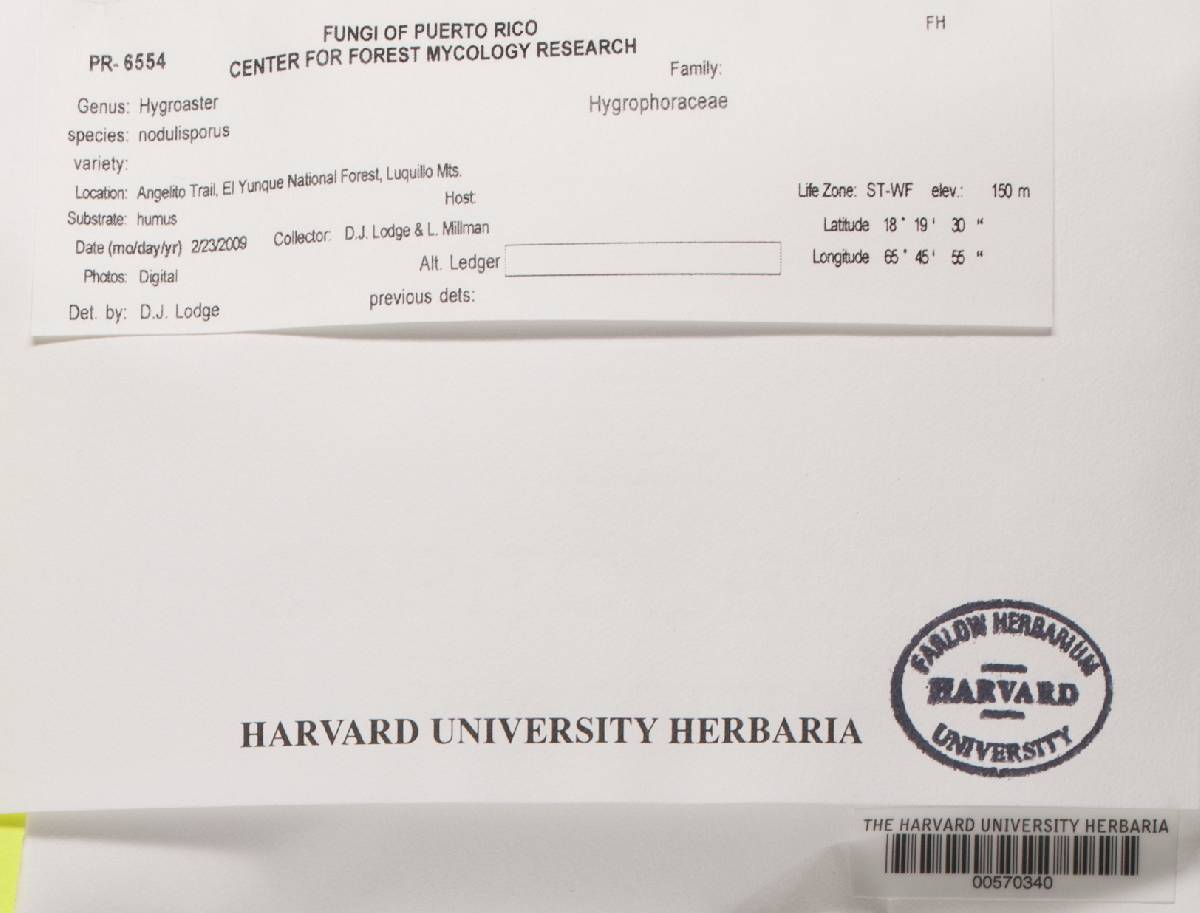 FH
FUNGI OF PUERTO RICO
PR- 6554 CENTER FOR FOREST MYCOLOGY RESEARCH
Family:
Genus: Hygroaster Hygrophoraceae
species: nodulisporus
variety:
Location: Angelito Trail, El Yunque National Forest, Luquillo Mts.
Host: Life Zone: ST-WF elev.: 150 m
Substrate: humus
Latitude 18° 19' 30 "
Date (mo/day/yr) 2/23/2009 Collector: D.J. Lodge & L. Millman
Photos: Digital Alt. Ledger Longitude 65° 45' 55 "
Det. by: D.J. Lodge previous dets:
FARLOW HERBARIUM
HARVARD
UNIVERSITY
HARVARD UNIVERSITY HERBARIA
THE HARVARD UNIVERSITY HERBARIA
00570340